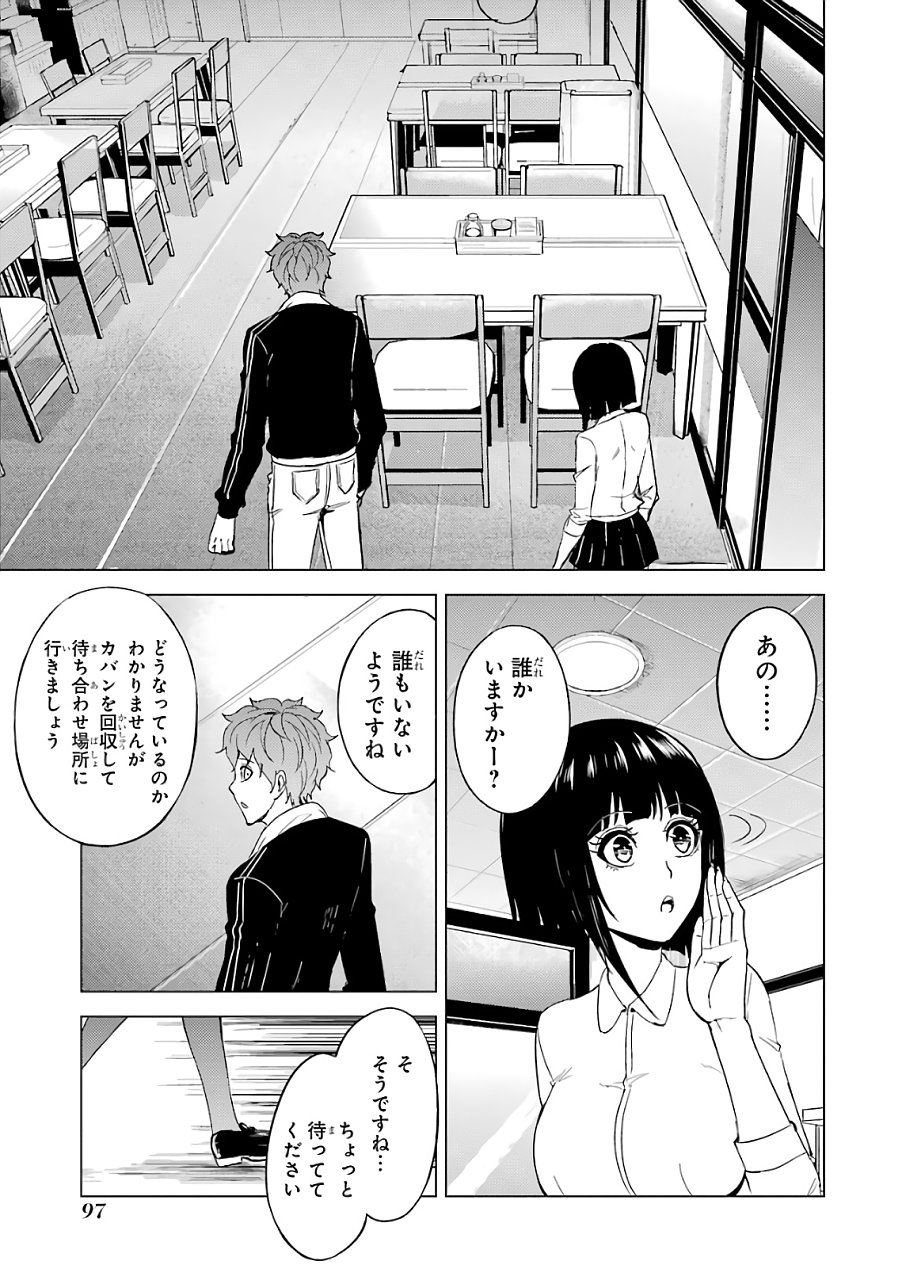 あの……
誰か
いますかー？
誰もいない
ようですね
どうなっているのか
わかりませんが
カバンを回収して
待ち合わせ場所に
行きましょう
そ
そうですね…
ちょっと
待ってて
ください
97